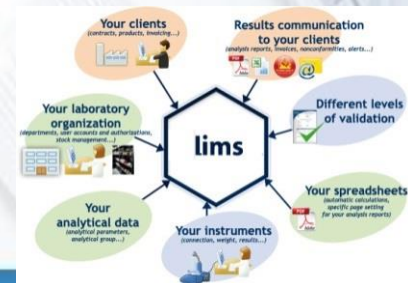 Your clients
(contracts, products, invoicing...)
Results communication
to your clients
(analysis reports, invoices, nonconformities, alerts...)
Your laboratory
organization
(departments, user accounts and authorizations,
stock management...)
lims
Different levels
of validation
Your spreadsheets
(automatic calculations,
specific page setting
for your analysis reports)
Your
analytical data
(analytical parameters,
analytical group...)
Your instruments
(connection, weight, results...)